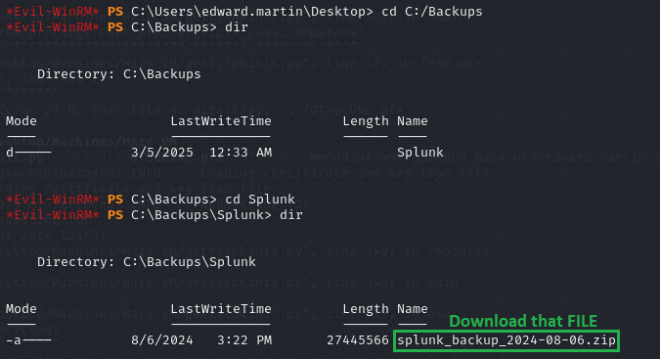 *Evil-WinRM* PS C:\Users\edward.martin\Desktop> cd C:/Backups
*Evil-WinRM* PS C:\Backups> dir
Directory: C:\Backups
Mode LastWriteTime Length Name
d----- 3/5/2025 12:33 AM Splunk
*Evil-WinRM* PS C:\Backups> cd Splunk
*Evil-WinRM* PS C:\Backups\Splunk> dir
Directory: C:\Backups\Splunk
Download that FILE
Mode LastWriteTime Length Name
-a---- 8/6/2024 3:22 PM 27445566 splunk_backup_2024-08-06.zip